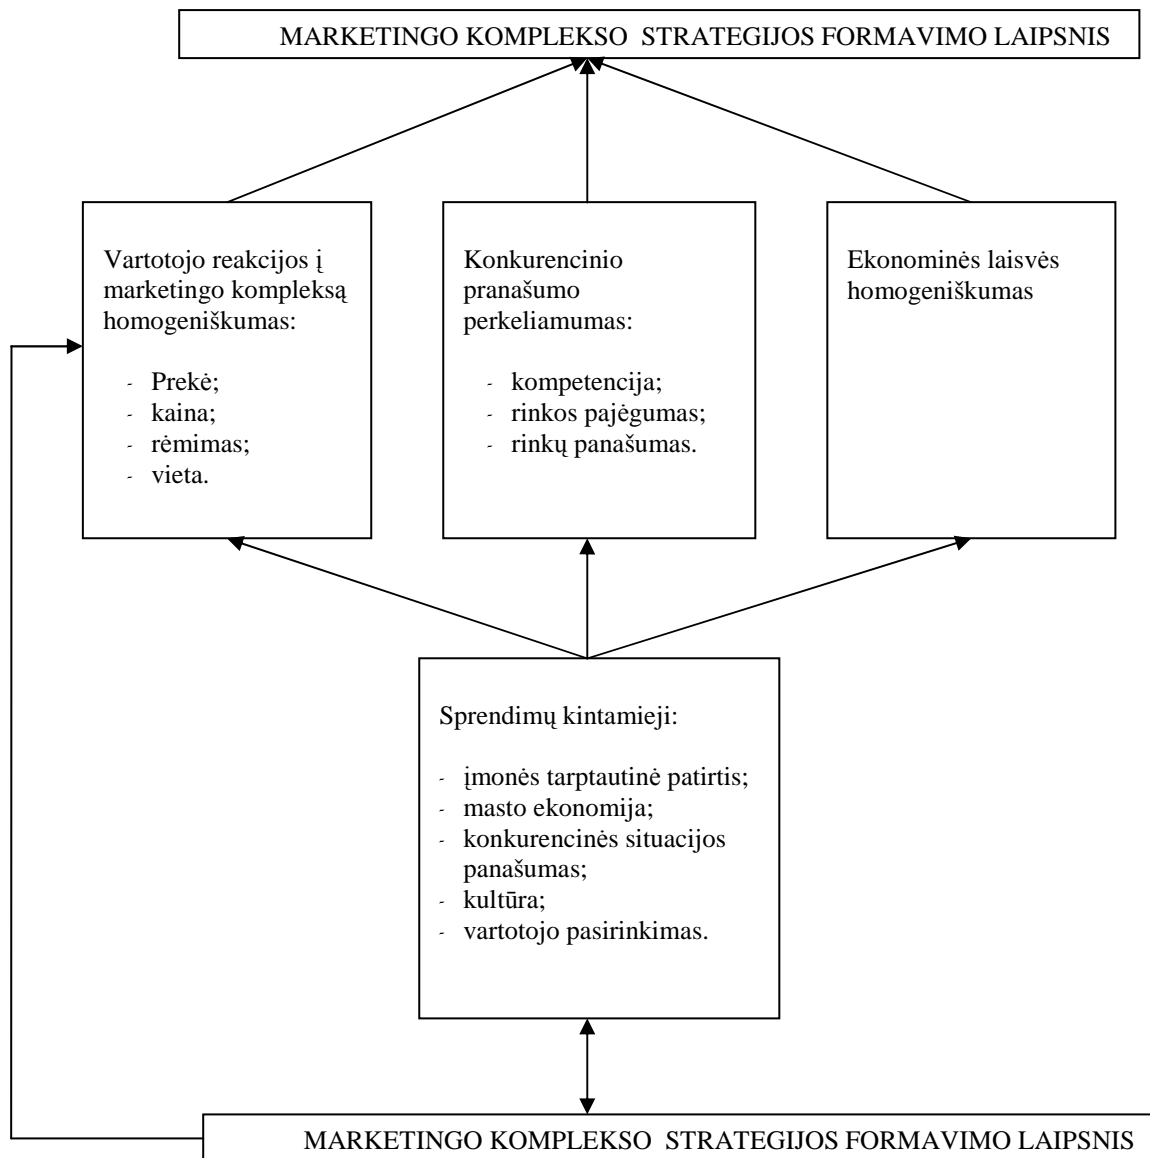 MARKETINGO KOMPLEKSO STRATEGIJOS FORMAVIMO LAIPSNIS
Vartotojo reakcijos į
marketingo kompleksą
homogeniškumas:
- Prekė;
- kaina;
- rėmimas;
- vieta.
Konkurencinio
pranašumo
perkeliamumas:
- kompetencija;
- rinkos pajėgumas;
- rinkų panašumas.
Ekonominės laisvės
homogeniškumas
Sprendimų kintamieji:
- įmonės tarptautinė patirtis;
- masto ekonomija;
- konkurencinės situacijos
panašumas;
- kultūra;
- vartotojo pasirinkimas.
MARKETINGO KOMPLEKSO STRATEGIJOS FORMAVIMO LAIPSNIS